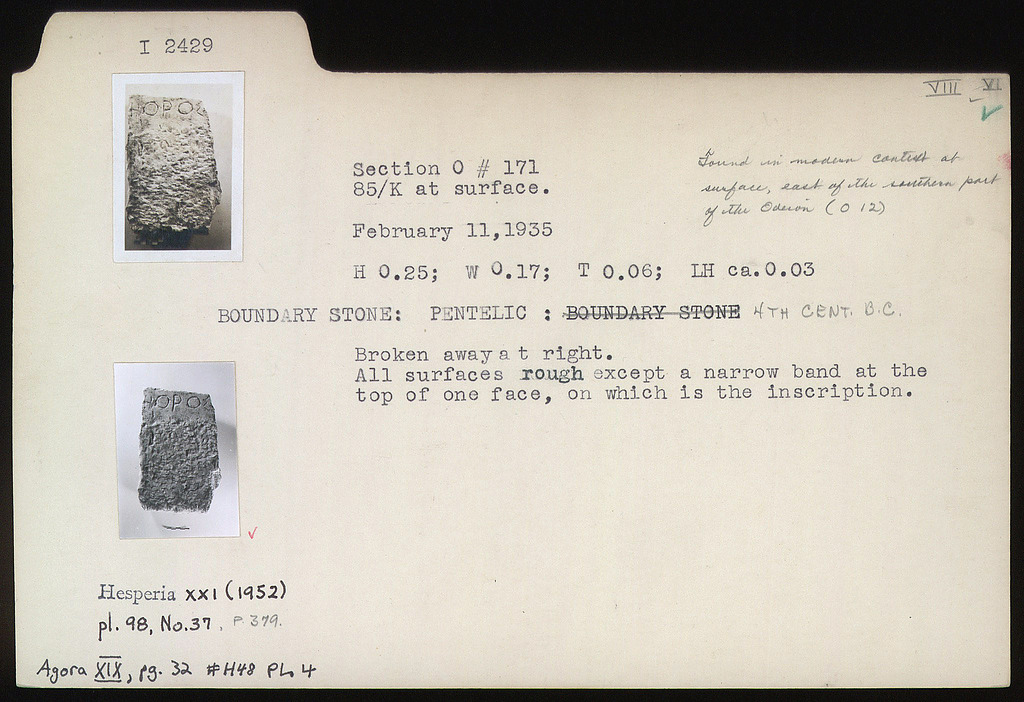 I 2429
VIII VI
HOPOS
Section O # 171
85/K at surface.
Found in modern context at
surface, east of the southern part
of the Odeion (O 12)
February 11,1935
H 0.25; W 0.17; T 0.06; LH ca.0.03
BOUNDARY STONE: PENTELIC : BOUNDARY STONE 4TH CENT. B.C.
Broken away at right.
All surfaces rough except a narrow band at the
top of one face, on which is the inscription.
HOPO
Hesperia XXI (1952)
pl. 98, No. 37, P. 379.
Agora XIX, pg. 32 #H48 PL. 4